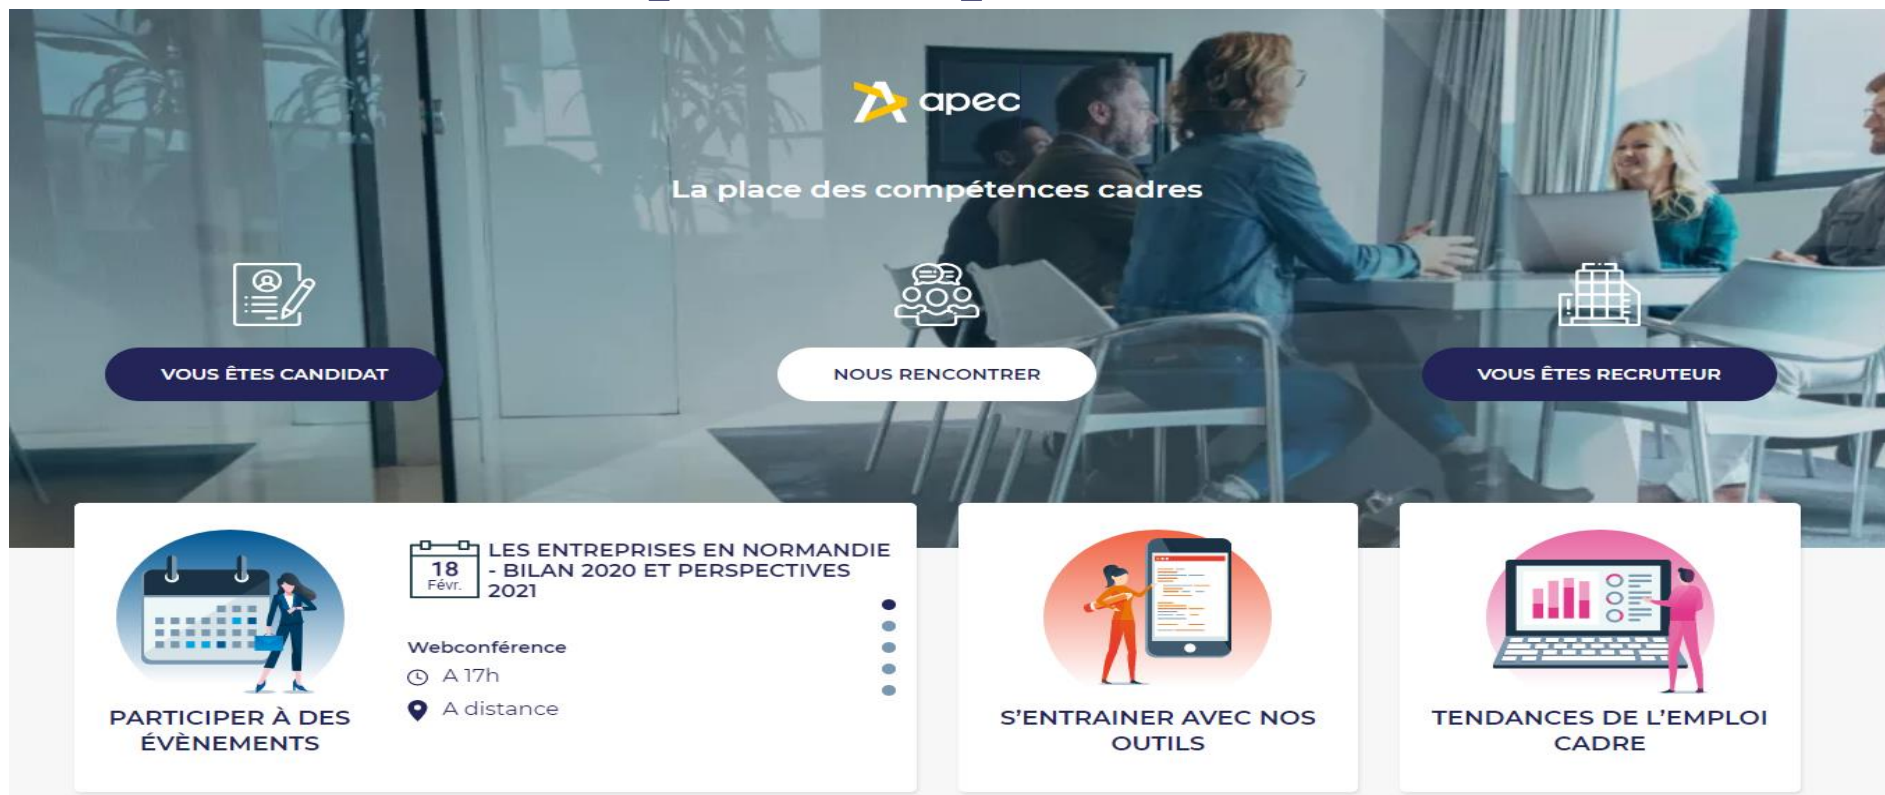 apec
La place des compétences cadres
VOUS ÊTES CANDIDAT
NOUS RENCONTRER
VOUS ÊTES RECRUTEUR
PARTICIPER À DES
ÉVÈNEMENTS
18
Févr.
LES ENTREPRISES EN NORMANDIE
- BILAN 2020 ET PERSPECTIVES
2021
Webconférence
A 17h
A distance
S’ENTRAINER AVEC NOS
OUTILS
TENDANCES DE L’EMPLOI
CADRE